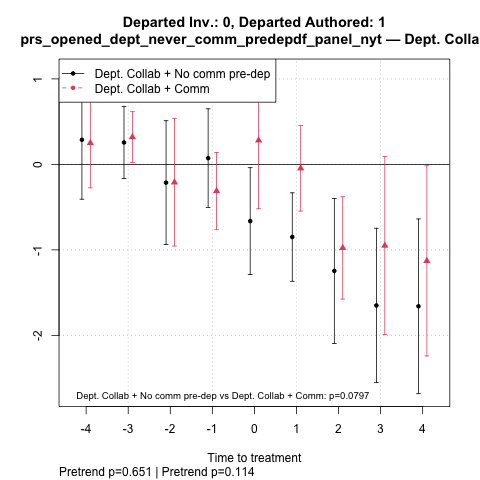 Departed Inv.: 0, Departed Authored: 1
prs_opened_dept_never_comm_predepdf_panel_nyt — Dept. Colla
Dept. Collab + No comm pre-dep
Dept. Collab + Comm
1
0
-1
-2
Dept. Collab + No comm pre-dep vs Dept. Collab + Comm: p=0.0797
-4 -3 -2 -1 0 1 2 3 4
Time to treatment
Pretrend p=0.651 | Pretrend p=0.114